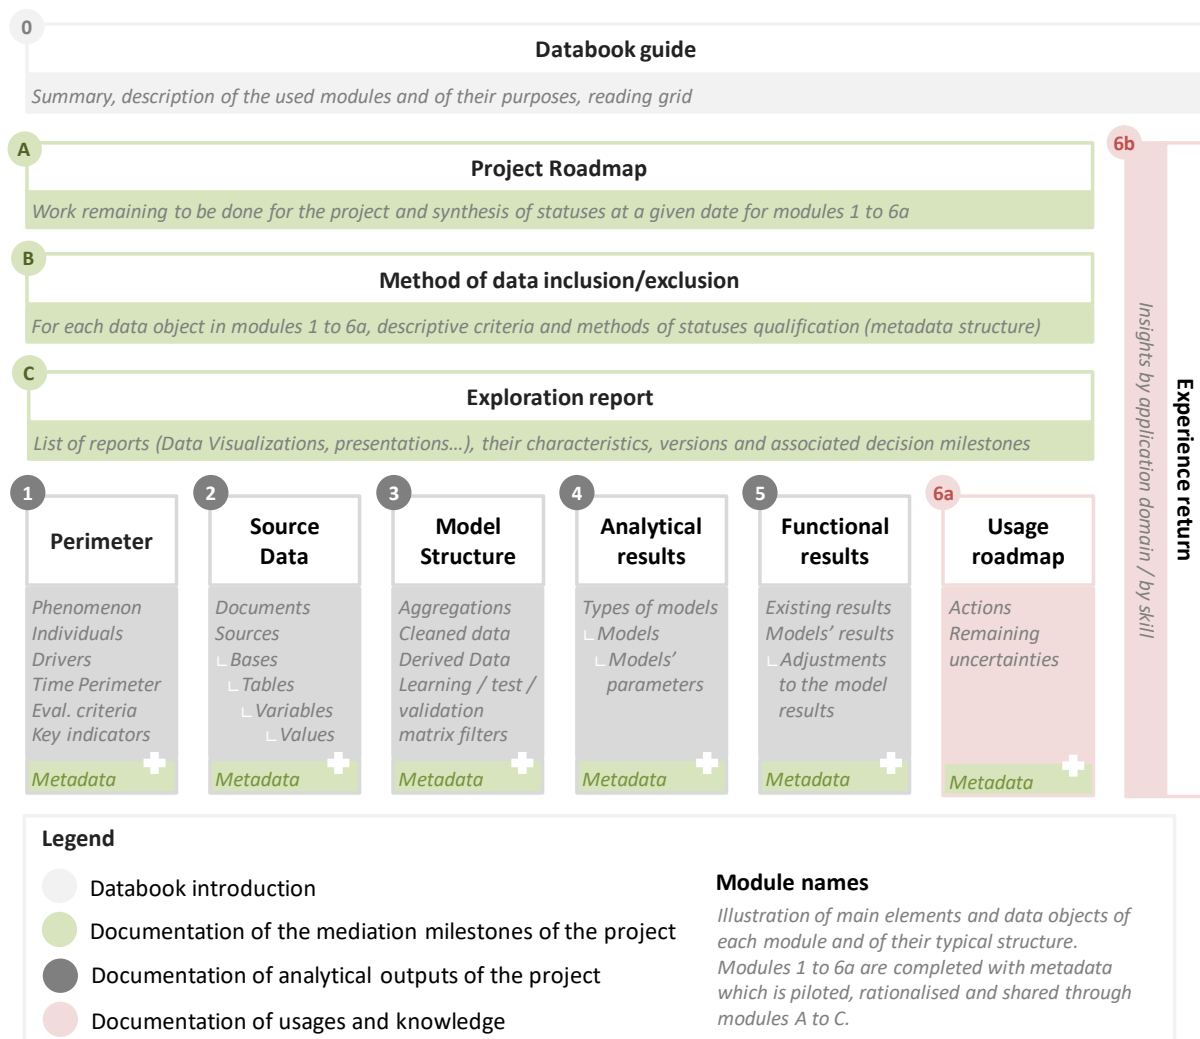 0
Databook guide
Summary, description of the used modules and of their purposes, reading grid
A
Project Roadmap
Work remaining to be done for the project and synthesis of statuses at a given date for modules 1 to 6a
B
Method of data inclusion/exclusion
For each data object in modules 1 to 6a, descriptive criteria and methods of statuses qualification (metadata structure)
C
Exploration report
List of reports (Data Visualizations, presentations…), their characteristics, versions and associated decision milestones
1
Perimeter
Phenomenon
Individuals
Drivers
Time Perimeter
Eval. criteria
Key indicators
Metadata
2
Source
Data
Documents
Sources
Bases
Tables
Variables
Values
Metadata
3
Model
Structure
Aggregations
Cleaned data
Derived Data
Learning / test /
validation
matrix filters
Metadata
4
Analytical
results
Types of models
Models
Models'
parameters
Metadata
5
Functional
results
Existing results
Models' results
Adjustments
to the model
results
Metadata
6a
Usage
roadmap
Actions
Remaining
uncertainties
Metadata
6b
Experience return
Insights by application domain / by skill
Legend
Databook introduction
Documentation of the mediation milestones of the project
Documentation of analytical outputs of the project
Documentation of usages and knowledge
Module names
Illustration of main elements and data objects of
each module and of their typical structure.
Modules 1 to 6a are completed with metadata
which is piloted, rationalised and shared through
modules A to C.